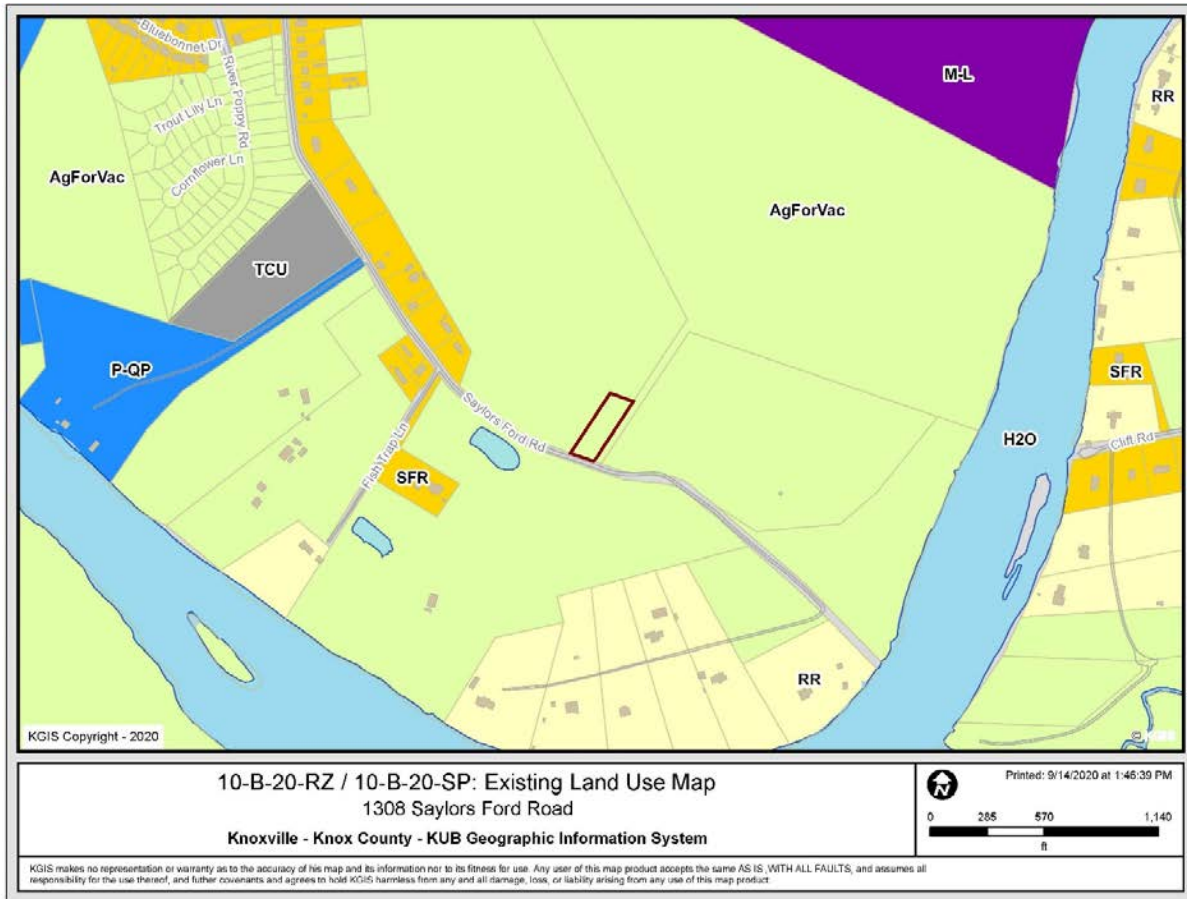 Bluebonnet Dr
River Poppy Rd
Trout Lily Ln
Cornflower Ln
AgForVac
TCU
P-QP
M-L
RR
AgForVac
Saylors Ford Rd
Fish Trap Ln
SFR
SFR
H2O
Clift Rd
RR
KGIS Copyright - 2020
10-B-20-RZ / 10-B-20-SP: Existing Land Use Map
1308 Saylors Ford Road
Knoxville - Knox County - KUB Geographic Information System
N
Printed: 9/14/2020 at 1:46:39 PM
0 285 570 1,140
ft
KGIS makes no representation or warranty as to the accuracy of his map and its information nor to its fitness for use. Any user of this map product accepts the same AS IS ,WITH ALL FAULTS, and assumes all
responsibility for the use thereof, and futher covenants and agrees to hold KGIS harmless from any and all damage, loss, or liability arising from any use of this map product.